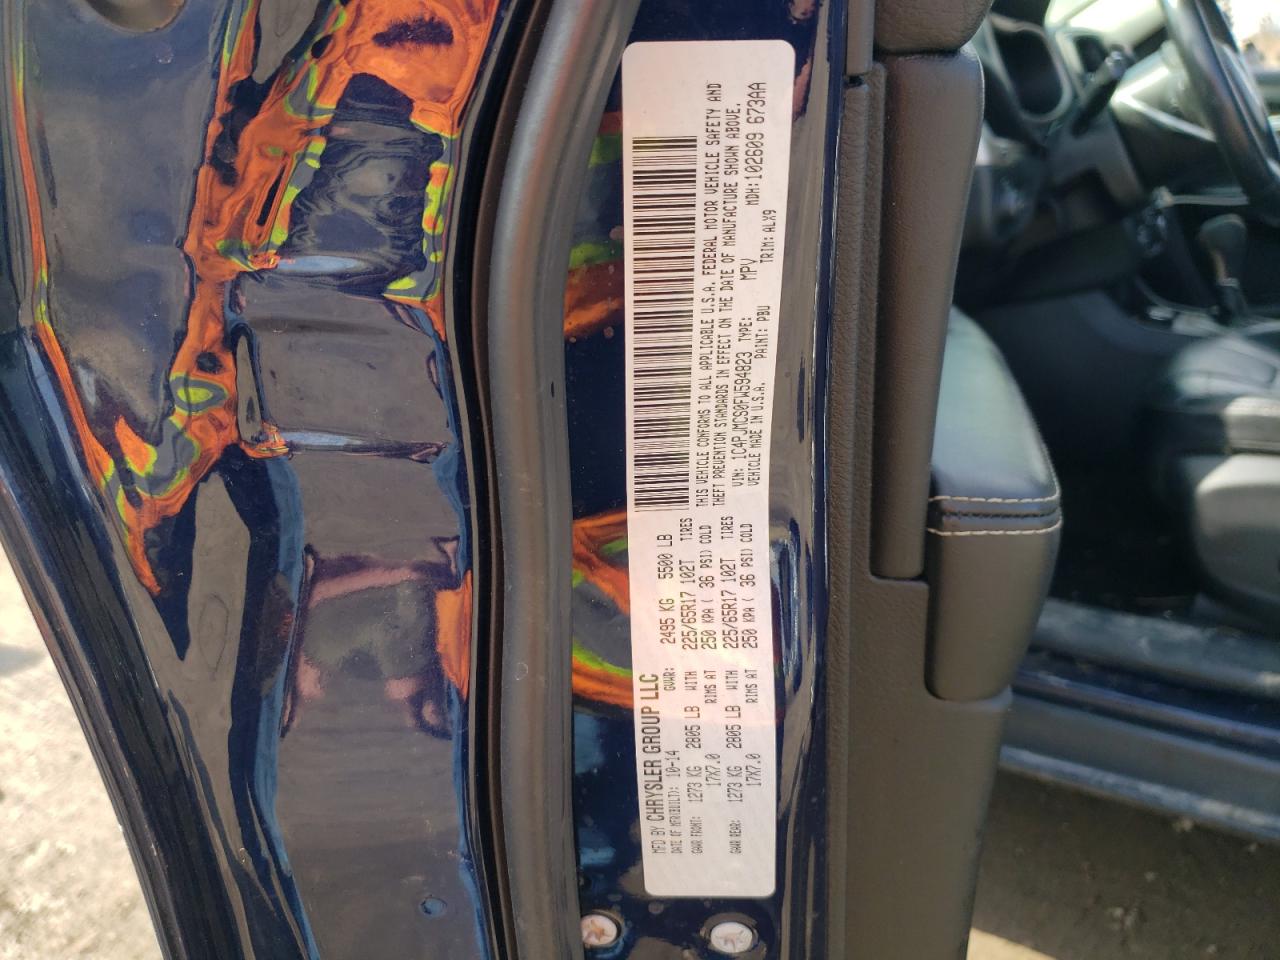 MFD BY CHRYSLER GROUP LLC
DATE OF MFR(BUILT): 10-14 GVWR: 2495 KG 5500 LB
GAWR FRONT: 1273 KG 2805 LB WITH 225/65R17 102T TIRES
17X7.0 RIMS AT 250 KPA ( 36 PSI) COLD
GAWR REAR: 1273 KG 2805 LB WITH 225/65R17 102T TIRES
17X7.0 RIMS AT 250 KPA ( 36 PSI) COLD
THIS VEHICLE CONFORMS TO ALL APPLICABLE U.S.A. FEDERAL MOTOR VEHICLE SAFETY AND
THEFT PREVENTION STANDARDS IN EFFECT ON THE DATE OF MANUFACTURE SHOWN ABOVE.
VIN: 1C4PJMCS0FW594823 TYPE: MPV MDH: 102609 673AA
VEHICLE MADE IN U.S.A. PAINT: PBU TRIM: ALX9